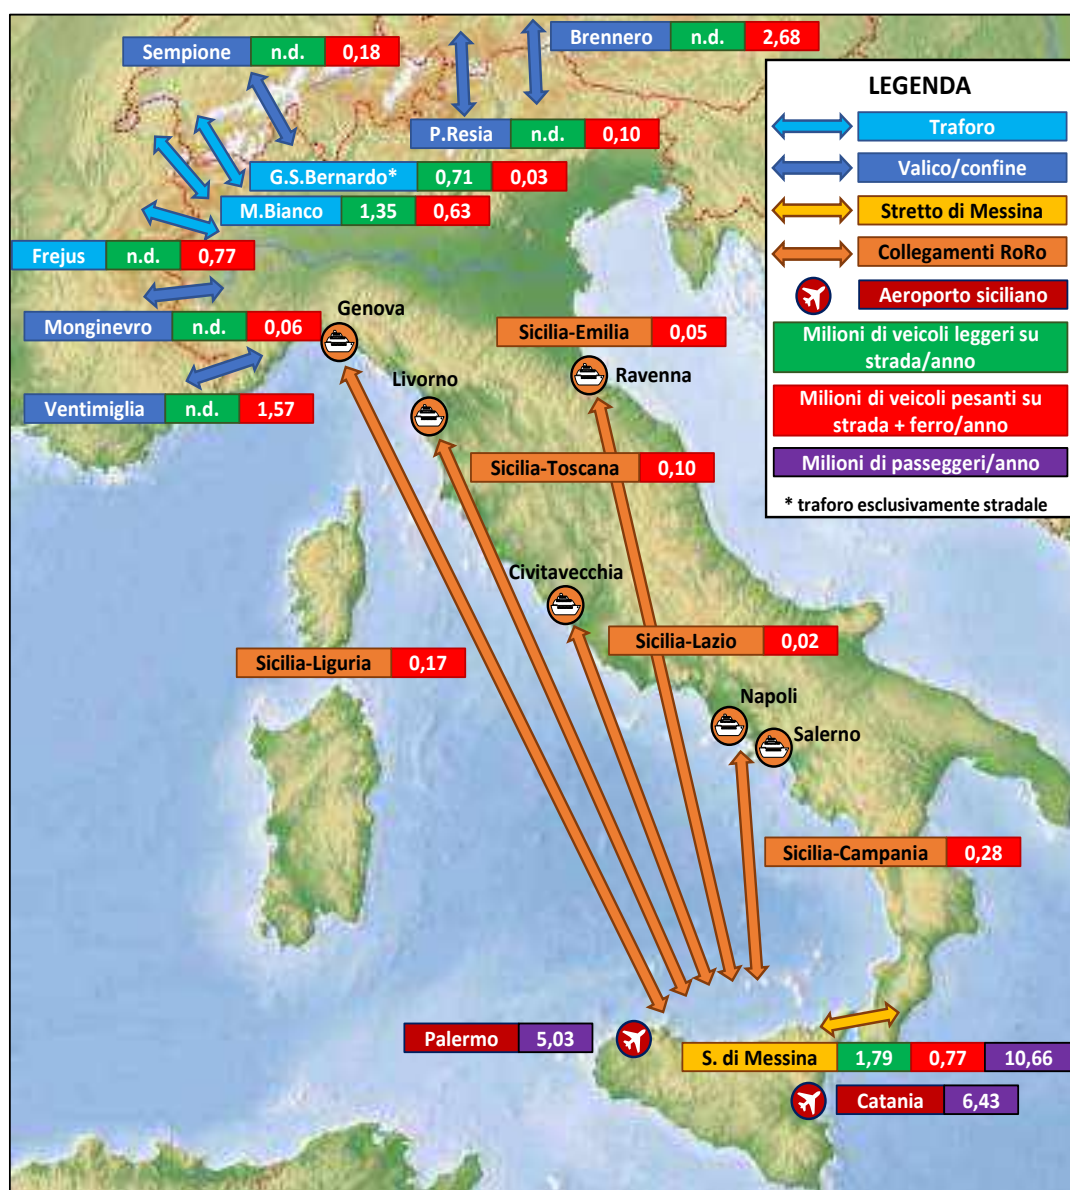 Sempione n.d. 0,18
Brennero n.d. 2,68
P.Resia n.d. 0,10
G.S.Bernardo* 0,71 0,03
M.Bianco 1,35 0,63
Frejus n.d. 0,77
Monginevro n.d. 0,06
Ventimiglia n.d. 1,57
LEGENDA
Traforo
Valico/confine
Stretto di Messina
Collegamenti RoRo
Aeroporto siciliano
Milioni di veicoli leggeri su
strada/anno
Milioni di veicoli pesanti su
strada + ferro/anno
Milioni di passeggeri/anno
* traforo esclusivamente stradale
Genova
Sicilia-Emilia 0,05
Livorno
Ravenna
Sicilia-Toscana 0,10
Civitavecchia
Sicilia-Lazio 0,02
Sicilia-Liguria 0,17
Napoli
Salerno
Sicilia-Campania 0,28
Palermo 5,03
S. di Messina 1,79 0,77 10,66
Catania 6,43